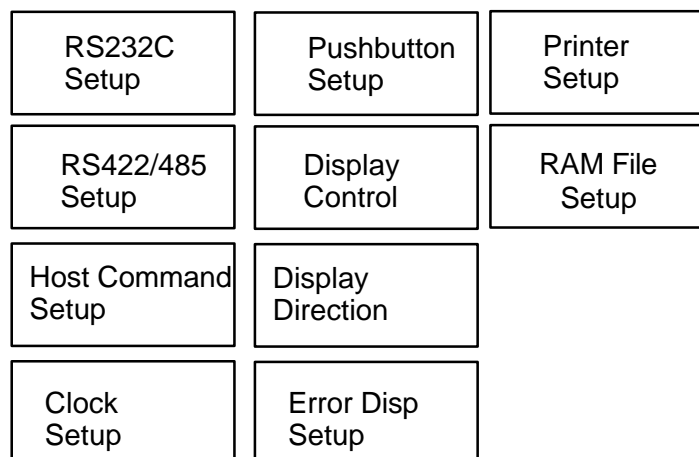 RS232C
Setup
Pushbutton
Setup
Printer
Setup
RS422/485
Setup
Display
Control
RAM File
Setup
Host Command
Setup
Display
Direction
Clock
Setup
Error Disp
Setup